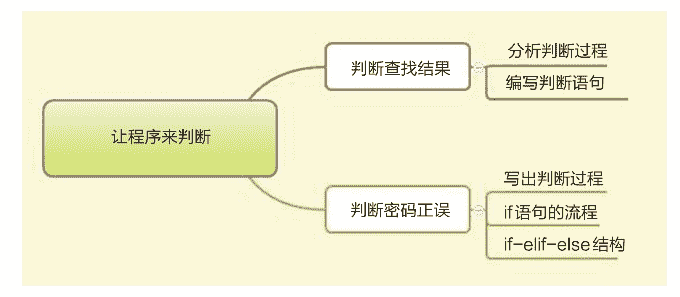 让程序来判断
判断查找结果
分析判断过程
编写判断语句
判断密码正误
写出判断过程
if语句的流程
if-elif-else结构